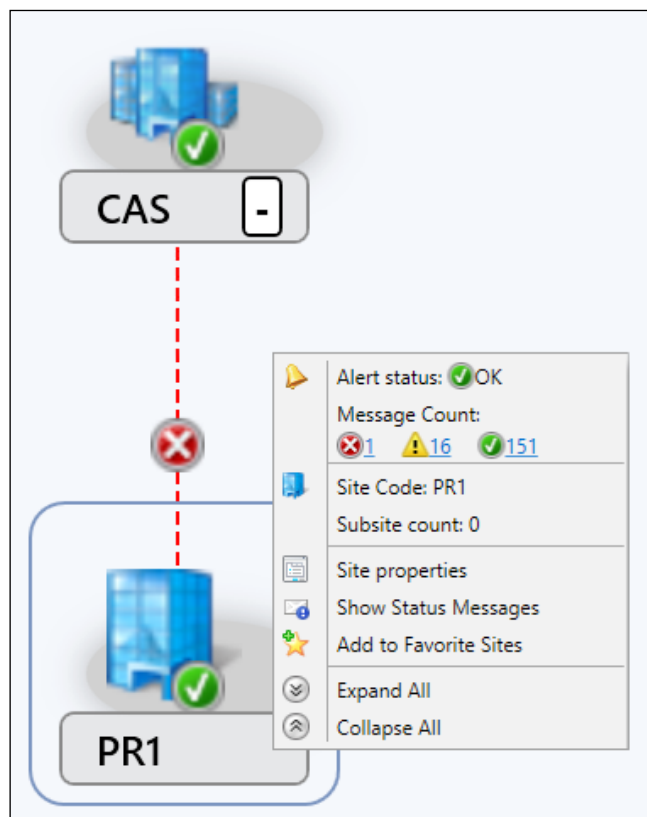 CAS -
Alert status: OK
Message Count:
1 16 151
Site Code: PR1
Subsite count: 0
Site properties
Show Status Messages
Add to Favorite Sites
Expand All
Collapse All
PR1